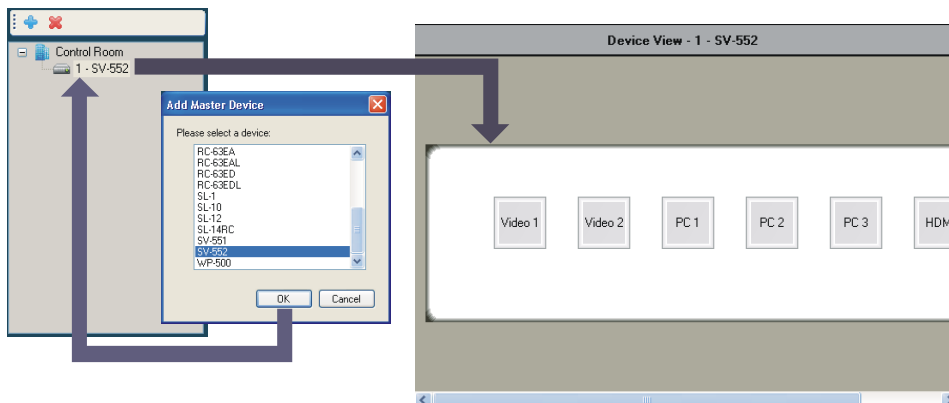 Control Room
1 - SV-552
Add Master Device
Please select a device:
RC-63EA
RC-63EAL
RC-63ED
RC-63EDL
SL-1
SL-10
SL-12
SL-14RC
SV-551
SV-552
WP-500
OK
Cancel
Device View - 1 - SV-552
Video 1
Video 2
PC 1
PC 2
PC 3
HDM